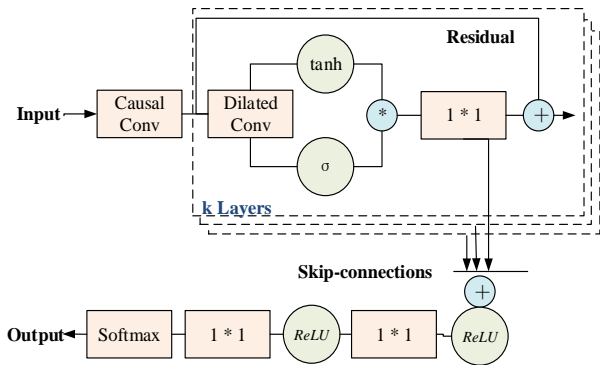 Residual
tanh
Input
Causal
Conv
Dilated
Conv
*
1 * 1
+
σ
k Layers
Skip-connections
+
Output
Softmax
1 * 1
ReLU
1 * 1
ReLU